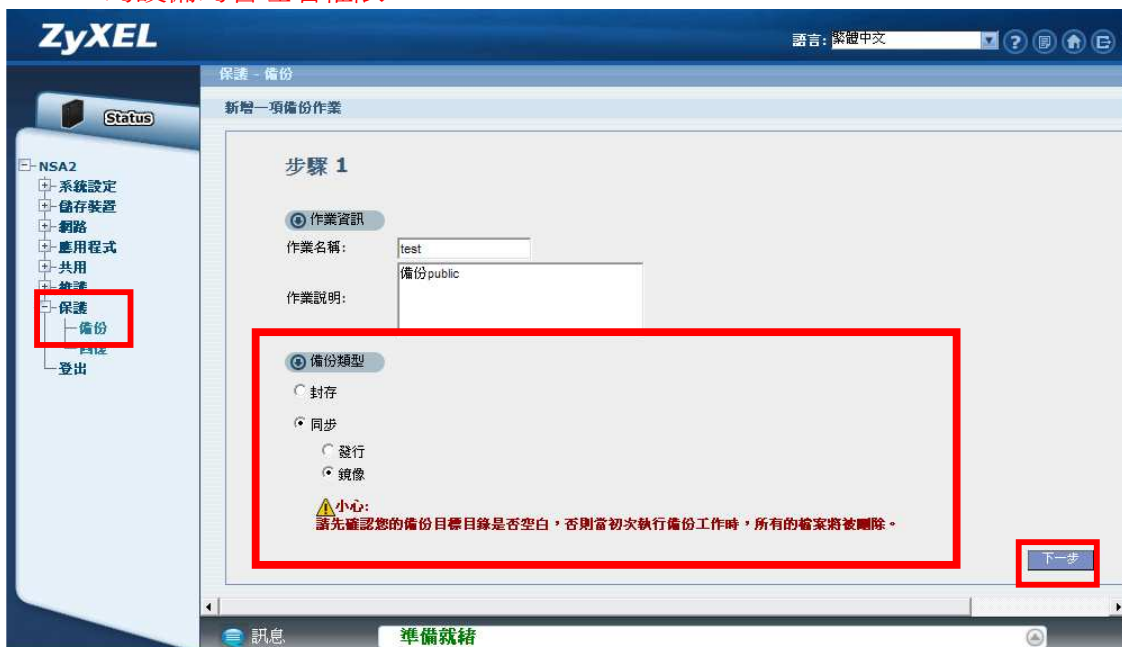 ZyXEL
語言: 繁體中文
保護 - 備份
Status
新增一項備份作業
NSA2
系統設定
儲存裝置
網路
應用程式
共用
維護
保護
備份
回復
登出
步驟 1
作業資訊
作業名稱: test
作業說明: 備份public
備份類型
封存
同步
發行
鏡像
小心:
請先確認您的備份目標目錄是否空白，否則當初次執行備份工作時，所有的檔案將被刪除。
下一步
訊息 準備就緒